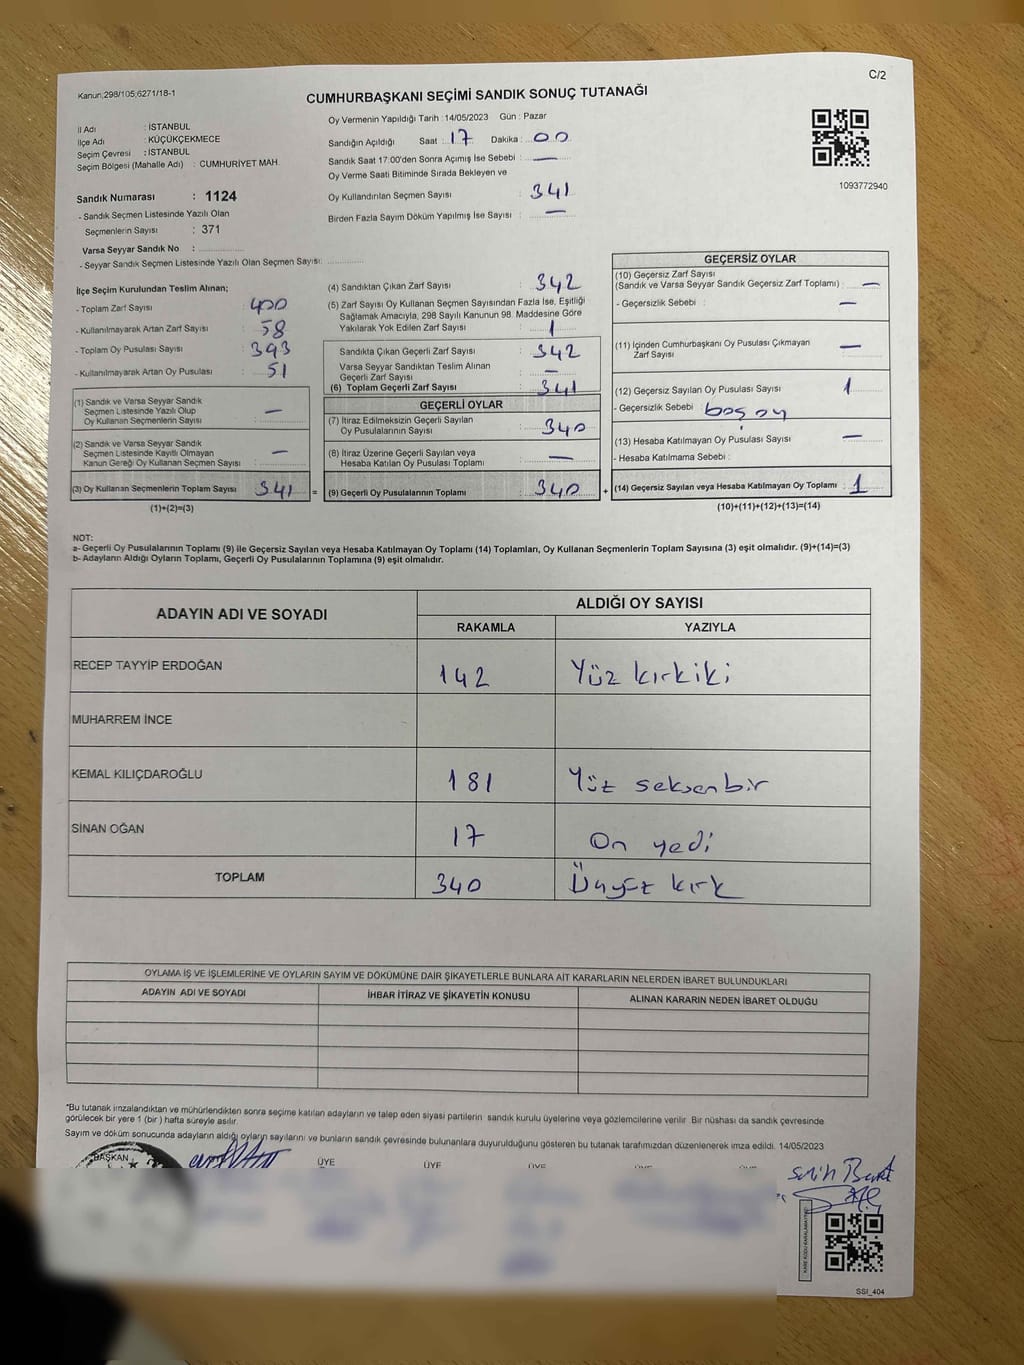 C/2
Kanun;298/105;6271/18-1
CUMHURBAŞKANI SEÇİMİ SANDIK SONUÇ TUTANAĞI
İl Adı : İSTANBUL
İlçe Adı : KÜÇÜKÇEKMECE
Seçim Çevresi : İSTANBUL
Seçim Bölgesi (Mahalle Adı) : CUMHURIYET MAH.
Sandık Numarası : 1124
- Sandık Seçmen Listesinde Yazılı Olan
Seçmenlerin Sayısı : 371
Varsa Seyyar Sandık No :
- Seyyar Sandık Seçmen Listesinde Yazılı Olan Seçmen Sayısı:
Oy Vermenin Yapıldığı Tarih : 14/05/2023 Gün : Pazar
Sandığın Açıldığı Saat : 17 Dakika : 00
Sandık Saat 17:00'den Sonra Açımış İse Sebebi : —
Oy Verme Saati Bitiminde Sırada Bekleyen ve
Oy Kullandırılan Seçmen Sayısı : 341
Birden Fazla Sayım Döküm Yapılmış İse Sayısı : —
1093772940
İlçe Seçim Kurulundan Teslim Alınan;
- Toplam Zarf Sayısı : 400
- Kullanılmayarak Artan Zarf Sayısı : 58
- Toplam Oy Pusulası Sayısı : 393
- Kullanılmayarak Artan Oy Pusulası : 51
(1) Sandık ve Varsa Seyyar Sandık
Seçmen Listesinde Yazılı Olup
Oy Kullanan Seçmenlerin Sayısı : —
(2) Sandık ve Varsa Seyyar Sandık
Seçmen Listesinde Kayıtlı Olmayan
Kanun Gereği Oy Kullanan Seçmen Sayısı : —
(3) Oy Kullanan Seçmenlerin Toplam Sayısı 341 =
(1)+(2)=(3)
(4) Sandıktan Çıkan Zarf Sayısı : 342
(5) Zarf Sayısı Oy Kullanan Seçmen Sayısından Fazla İse, Eşitliği
Sağlamak Amacıyla, 298 Sayılı Kanunun 98. Maddesine Göre
Yakılarak Yok Edilen Zarf Sayısı : 1
Sandıkta Çıkan Geçerli Zarf Sayısı : 342
Varsa Seyyar Sandıktan Teslim Alınan
Geçerli Zarf Sayısı : —
(6) Toplam Geçerli Zarf Sayısı : 341
GEÇERLİ OYLAR
(7) İtiraz Edilmeksizin Geçerli Sayılan
Oy Pusulalarının Sayısı : 340
(8) İtiraz Üzerine Geçerli Sayılan veya
Hesaba Katılan Oy Pusulası Toplamı : —
(9) Geçerli Oy Pusulalarının Toplamı : 340 +
GEÇERSİZ OYLAR
(10) Geçersiz Zarf Sayısı
(Sandık ve Varsa Seyyar Sandık Geçersiz Zarf Toplamı) : —
- Geçersizlik Sebebi : —
(11) İçinden Cumhurbaşkanı Oy Pusulası Çıkmayan
Zarf Sayısı : —
(12) Geçersiz Sayılan Oy Pusulası Sayısı : 1
- Geçersizlik Sebebi : boş oy
(13) Hesaba Katılmayan Oy Pusulası Sayısı : —
- Hesaba Katılmama Sebebi :
(14) Geçersiz Sayılan veya Hesaba Katılmayan Oy Toplamı : 1
(10)+(11)+(12)+(13)=(14)
NOT:
a- Geçerli Oy Pusulalarının Toplamı (9) ile Geçersiz Sayılan veya Hesaba Katılmayan Oy Toplamı (14) Toplamları, Oy Kullanan Seçmenlerin Toplam Sayısına (3) eşit olmalıdır. (9)+(14)=(3)
b- Adayların Aldığı Oyların Toplamı, Geçerli Oy Pusulalarının Toplamına (9) eşit olmalıdır.
ADAYIN ADI VE SOYADI ALDIĞI OY SAYISI
RAKAMLA YAZIYLA
RECEP TAYYİP ERDOĞAN 142 Yüz kırkiki
MUHARREM İNCE
KEMAL KILIÇDAROĞLU 181 Yüz seksenbir
SİNAN OĞAN 17 On yedi
TOPLAM 340 Üçyüz kırk
OYLAMA İŞ VE İŞLEMLERİNE VE OYLARIN SAYIM VE DÖKÜMÜNE DAİR ŞİKAYETLERLE BUNLARA AİT KARARLARIN NELERDEN İBARET BULUNDUKLARI
ADAYIN ADI VE SOYADI İHBAR İTİRAZ VE ŞİKAYETİN KONUSU ALINAN KARARIN NEDEN İBARET OLDUĞU
*Bu tutanak imzalandıktan ve mühürlendikten sonra seçime katılan adayların ve talep eden siyasi partilerin sandık kurulu üyelerine veya gözlemcilerine verilir. Bir nüshası da sandık çevresinde
görülecek bir yere 1 (bir) hafta süreyle asılır.
Sayım ve döküm sonucunda adayların aldığı oyların sayılarını ve bunların sandık çevresinde bulunanlara duyurulduğunu gösteren bu tutanak tarafımızdan düzenlenerek imza edildi. 14/05/2023
BAŞKAN ÜYE ÜYE ÜYE
SSI_404